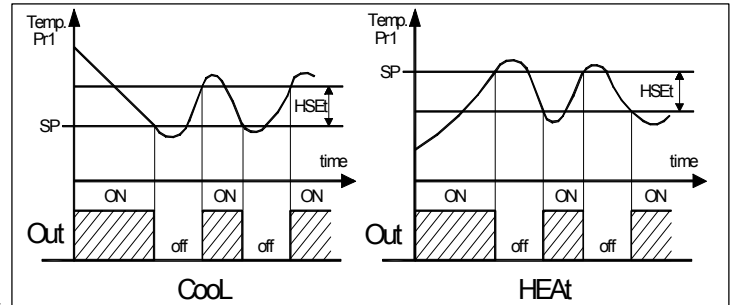 Temp.
Pr1
HSEt
SP
time
ON
ON
ON
Out
off
off
CooL
Temp.
Pr1
SP
HSEt
time
ON
ON
ON
Out
off
off
HEAt